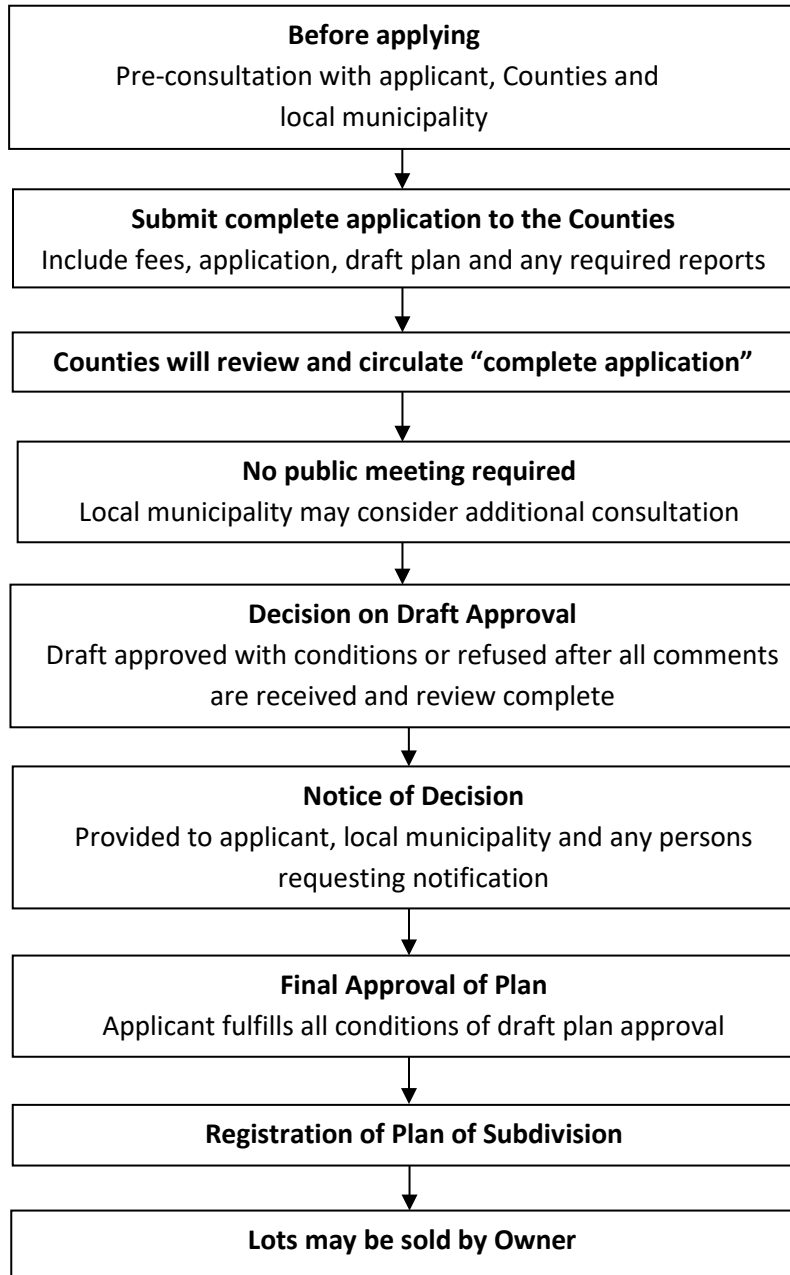 Before applying
Pre-consultation with applicant, Counties and
local municipality
Submit complete application to the Counties
Include fees, application, draft plan and any required reports
Counties will review and circulate “complete application”
No public meeting required
Local municipality may consider additional consultation
Decision on Draft Approval
Draft approved with conditions or refused after all comments
are received and review complete
Notice of Decision
Provided to applicant, local municipality and any persons
requesting notification
Final Approval of Plan
Applicant fulfills all conditions of draft plan approval
Registration of Plan of Subdivision
Lots may be sold by Owner